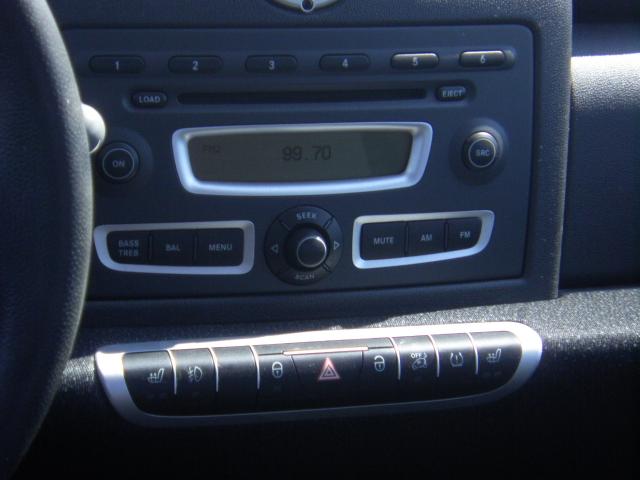 1 2 3 4 5 6
LOAD EJECT
FM2 99.70
ON SRC
SEEK
BASS TREB BAL MENU MUTE AM FM
SCAN
OFF